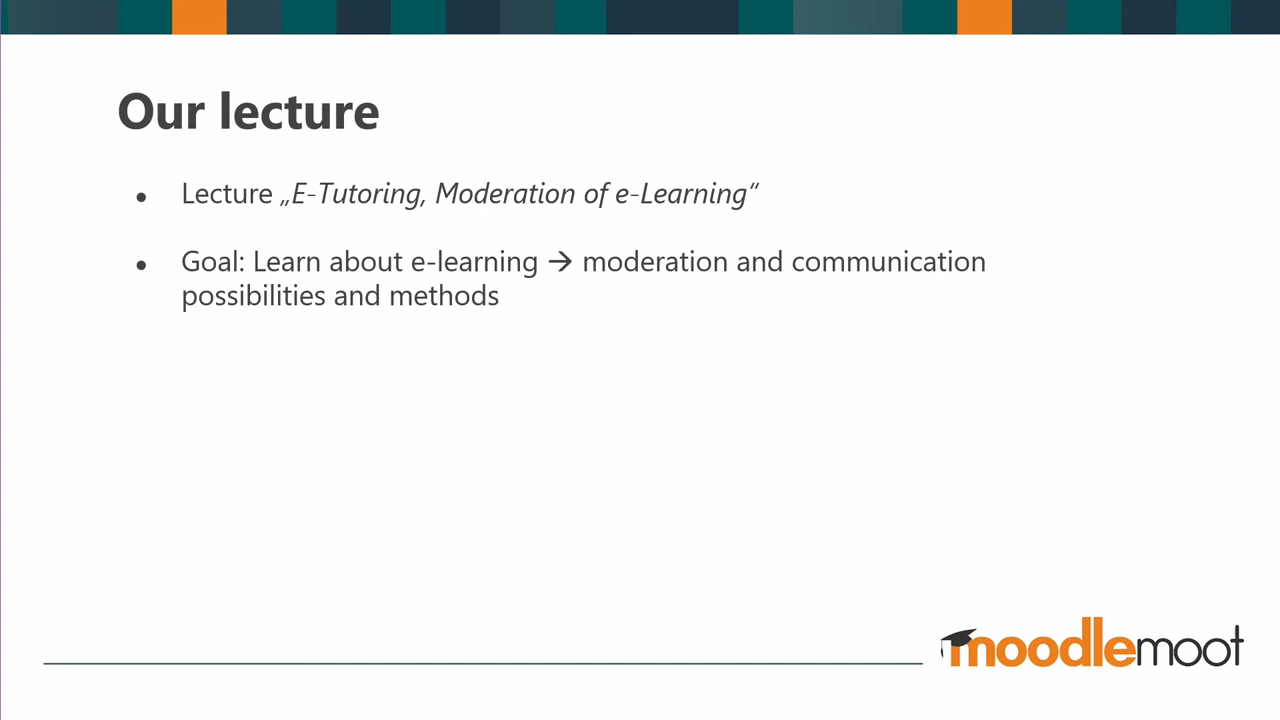 Our lecture
• Lecture „E-Tutoring, Moderation of e-Learning“
• Goal: Learn about e-learning → moderation and communication
possibilities and methods
moodlemoot